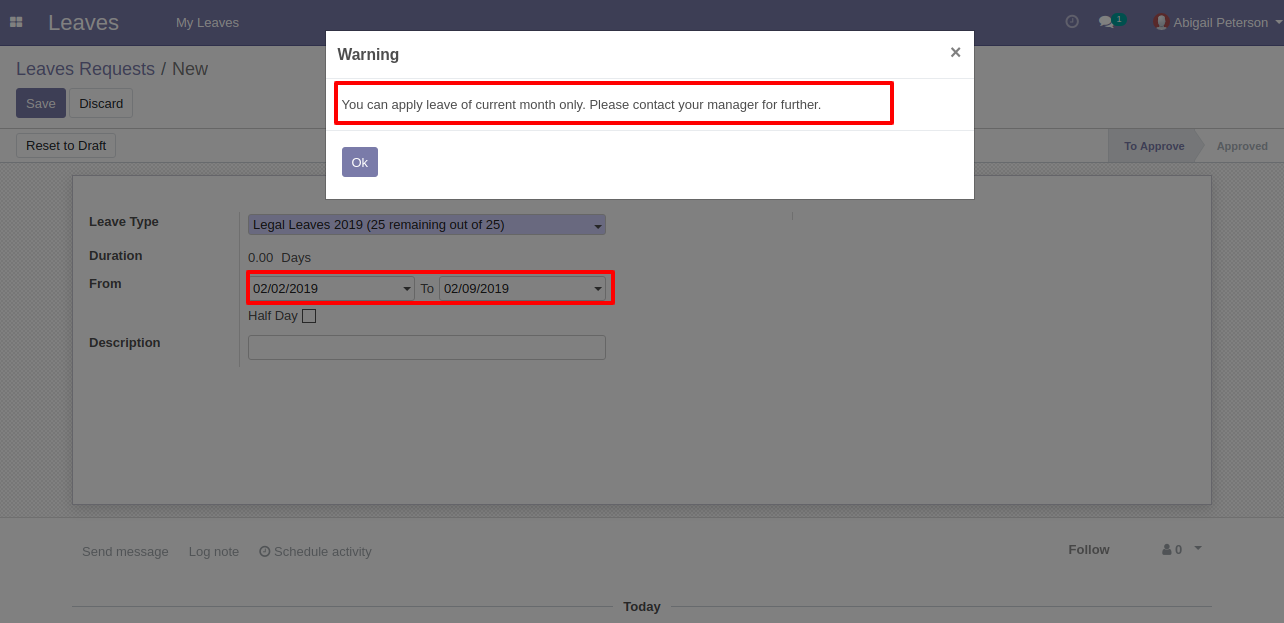 Leaves My Leaves 1 Abigail Peterson
Warning ×
Leaves Requests / New
Save Discard
You can apply leave of current month only. Please contact your manager for further.
Reset to Draft To Approve Approved
Ok
Leave Type Legal Leaves 2019 (25 remaining out of 25)
Duration 0.00 Days
From 02/02/2019 To 02/09/2019
Half Day
Description
Send message Log note Schedule activity Follow 0
Today